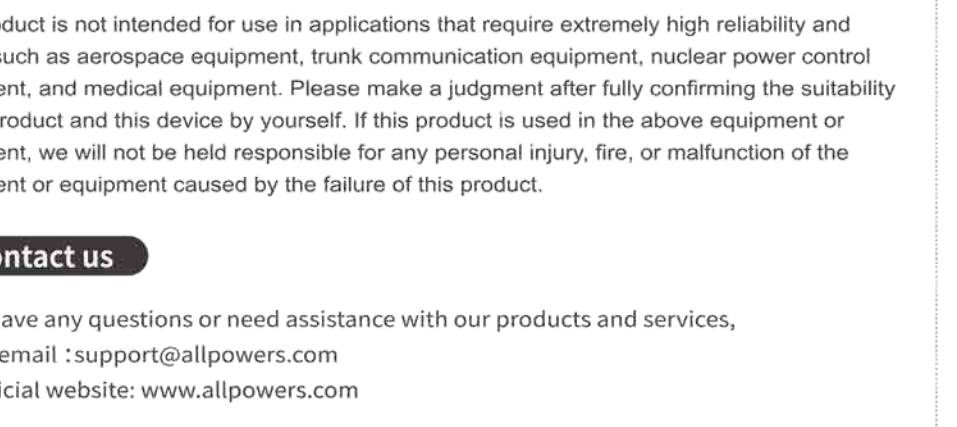 duct is not intended for use in applications that require extremely high reliability and
such as aerospace equipment, trunk communication equipment, nuclear power control
ent, and medical equipment. Please make a judgment after fully confirming the suitability
roduct and this device by yourself. If this product is used in the above equipment or
ent, we will not be held responsible for any personal injury, fire, or malfunction of the
ent or equipment caused by the failure of this product.
ontact us
ave any questions or need assistance with our products and services,
email :support@allpowers.com
icial website: www.allpowers.com